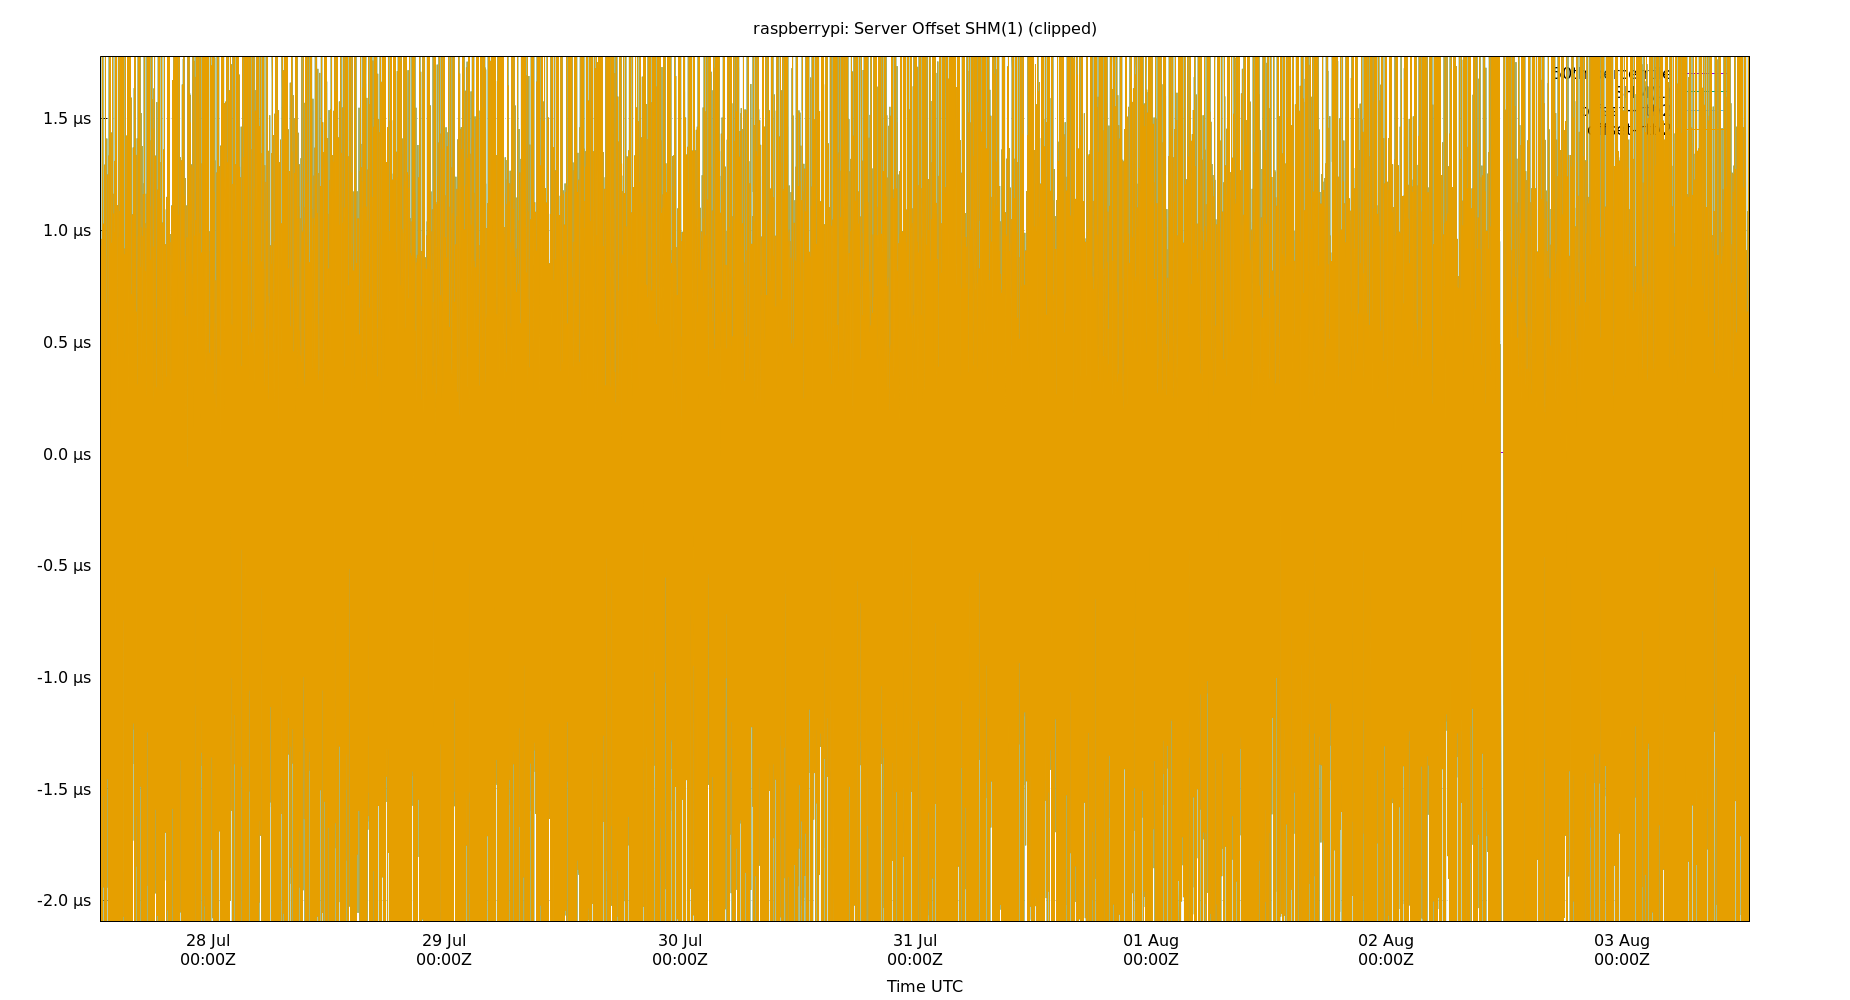 raspberrypi: Server Offset SHM(1) (clipped)
1.5 µs
1.0 µs
0.5 µs
0.0 µs
-0.5 µs
-1.0 µs
-1.5 µs
-2.0 µs
28 Jul 29 Jul 30 Jul 31 Jul 01 Aug 02 Aug 03 Aug
00:00Z 00:00Z 00:00Z 00:00Z 00:00Z 00:00Z 00:00Z
Time UTC